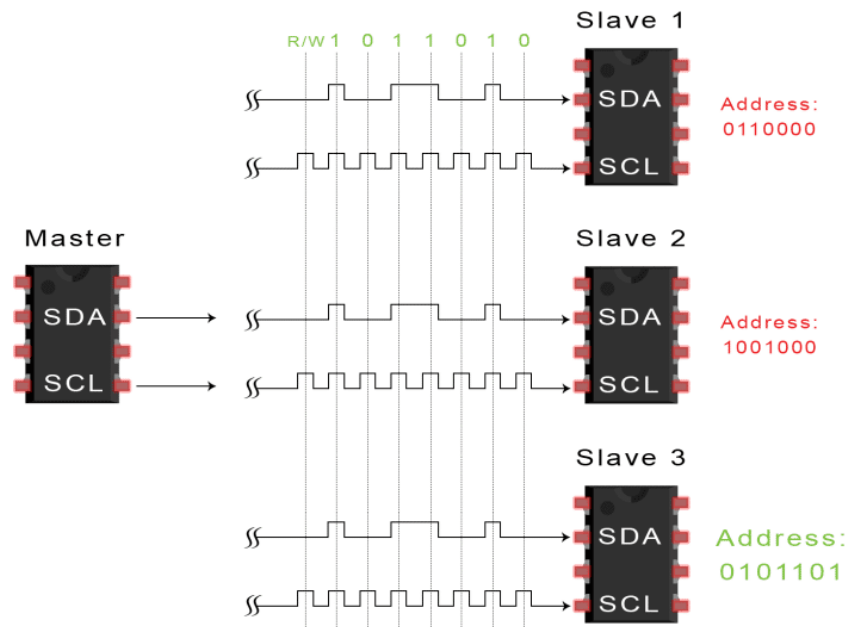 Slave 1
R/W 1 0 1 1 0 1 0
SDA
SCL
Address:
0110000
Master
SDA
SCL
Slave 2
SDA
SCL
Address:
1001000
Slave 3
SDA
SCL
Address:
0101101